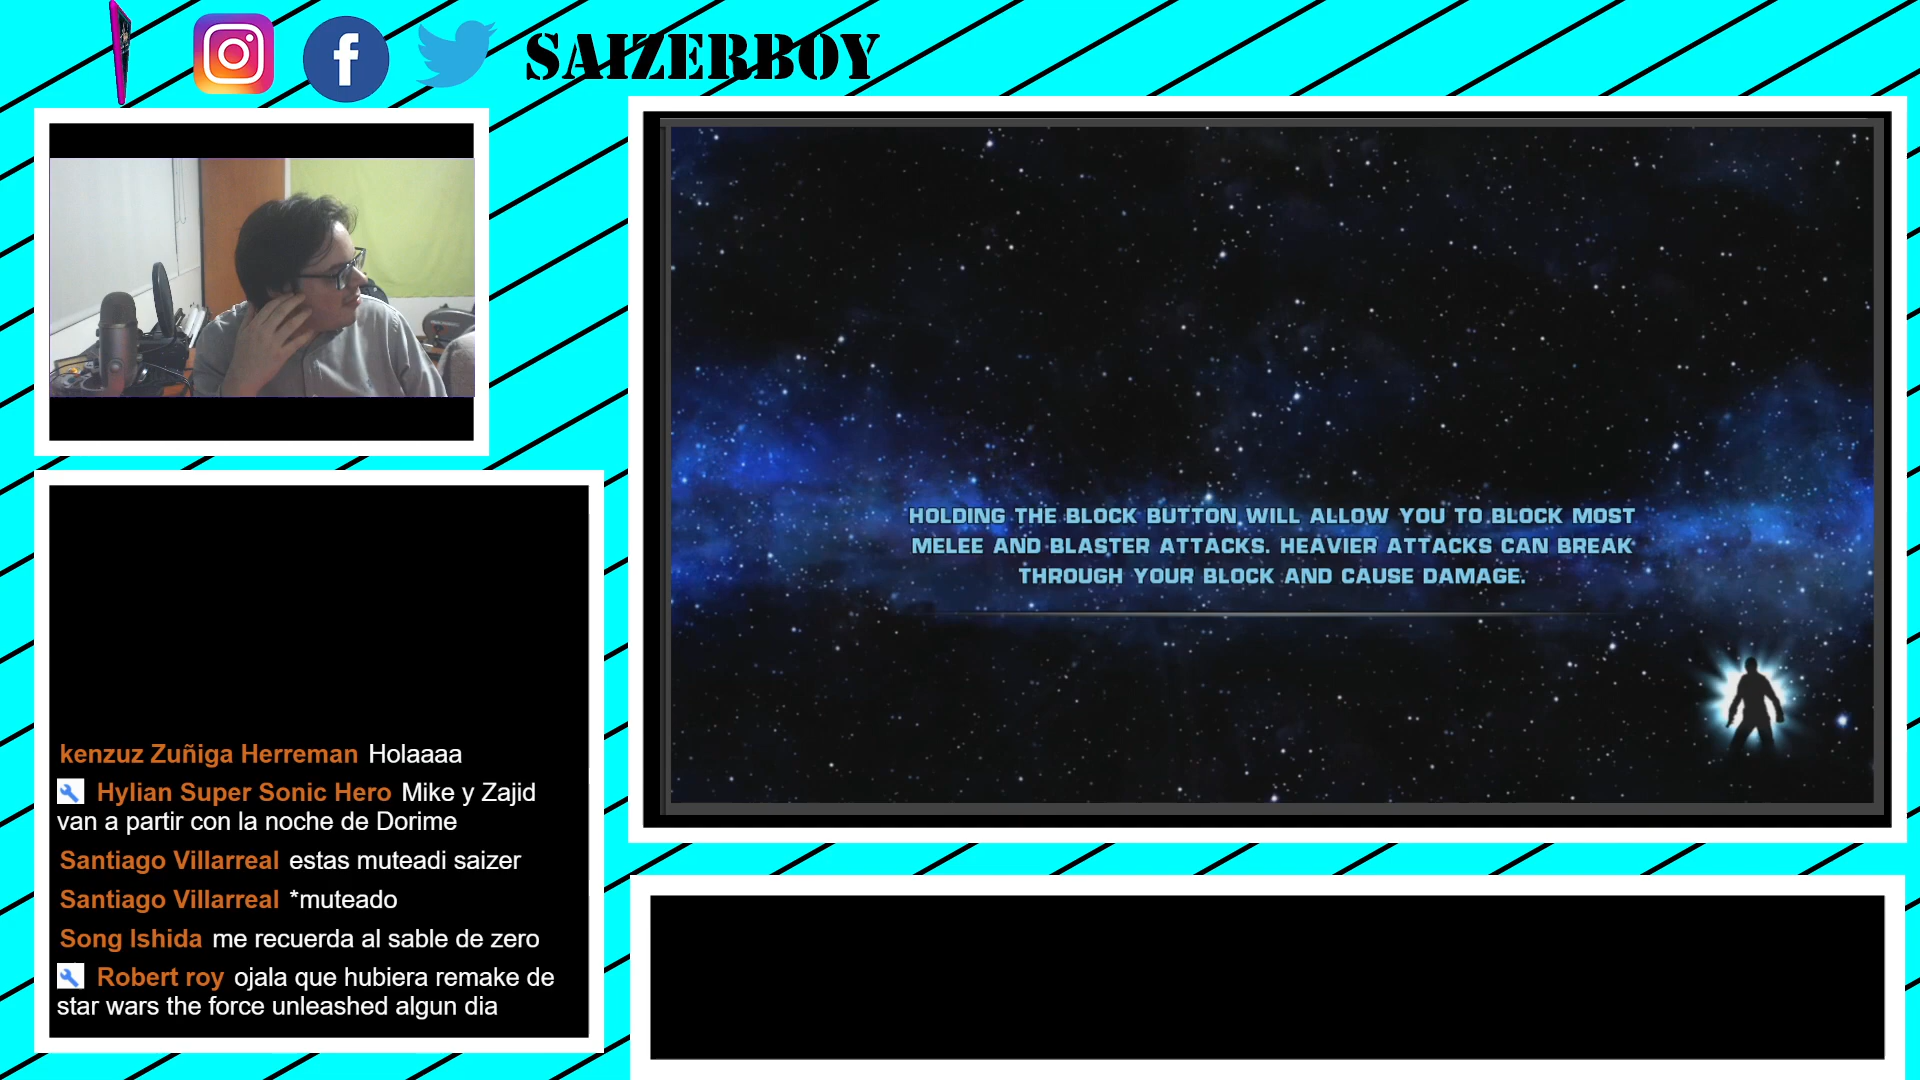 SAIZERBOY
HOLDING THE BLOCK BUTTON WILL ALLOW YOU TO BLOCK MOST
MELEE AND BLASTER ATTACKS. HEAVIER ATTACKS CAN BREAK
THROUGH YOUR BLOCK AND CAUSE DAMAGE.
kenzuz Zuñiga Herreman Holaaaa
Hylian Super Sonic Hero Mike y Zajid
van a partir con la noche de Dorime
Santiago Villarreal estas muteadi saizer
Santiago Villarreal *muteado
Song Ishida me recuerda al sable de zero
Robert roy ojala que hubiera remake de
star wars the force unleashed algun dia